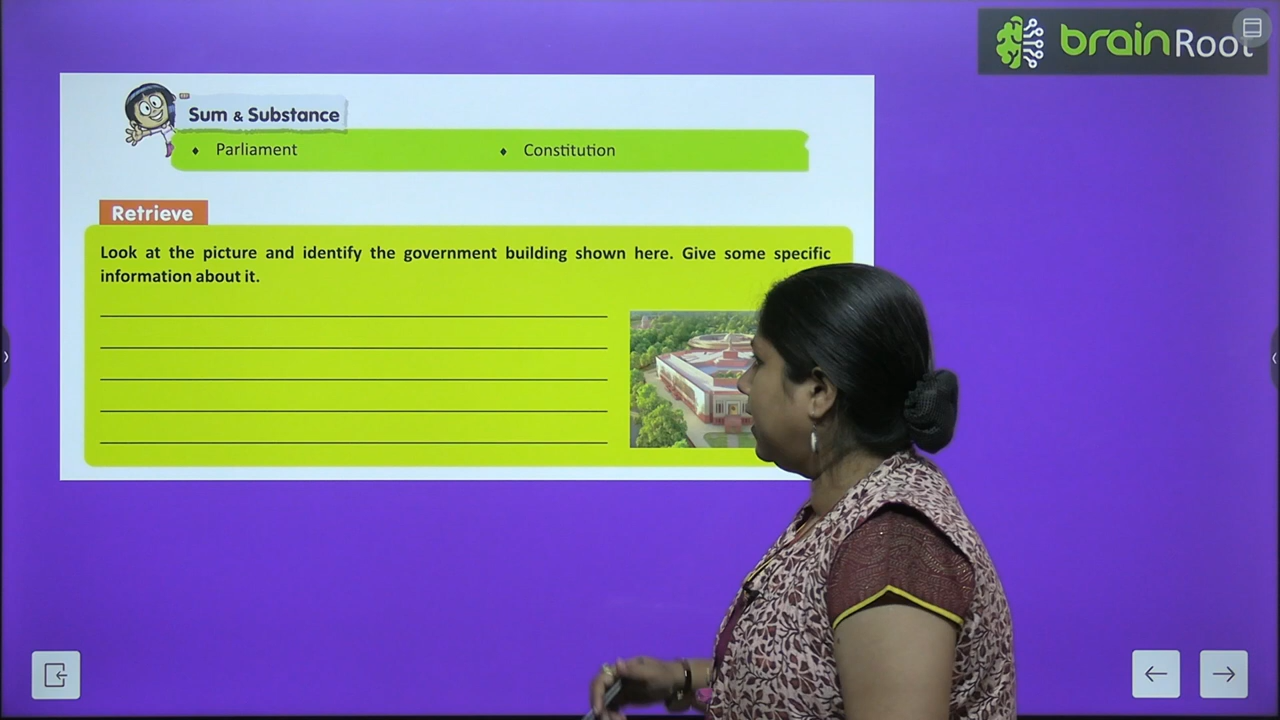 brainRoot
Sum & Substance
♦ Parliament ♦ Constitution
Retrieve
Look at the picture and identify the government building shown here. Give some specific
information about it.